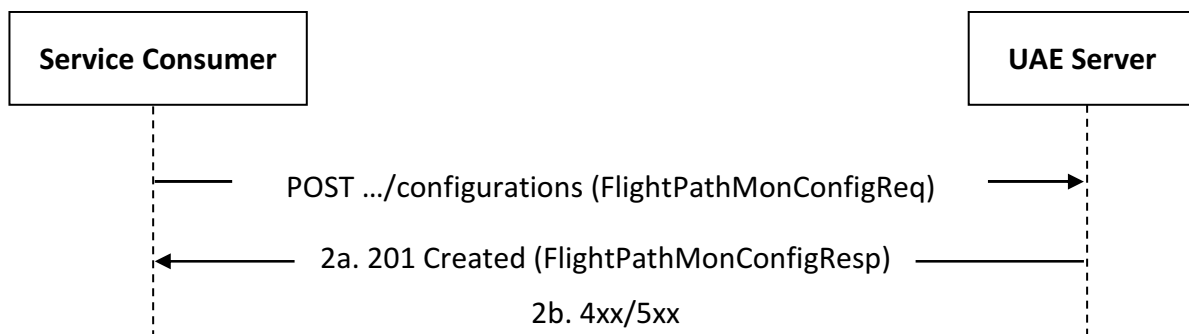 Service Consumer
UAE Server
POST .../configurations (FlightPathMonConfigReq)
2a. 201 Created (FlightPathMonConfigResp)
2b. 4xx/5xx